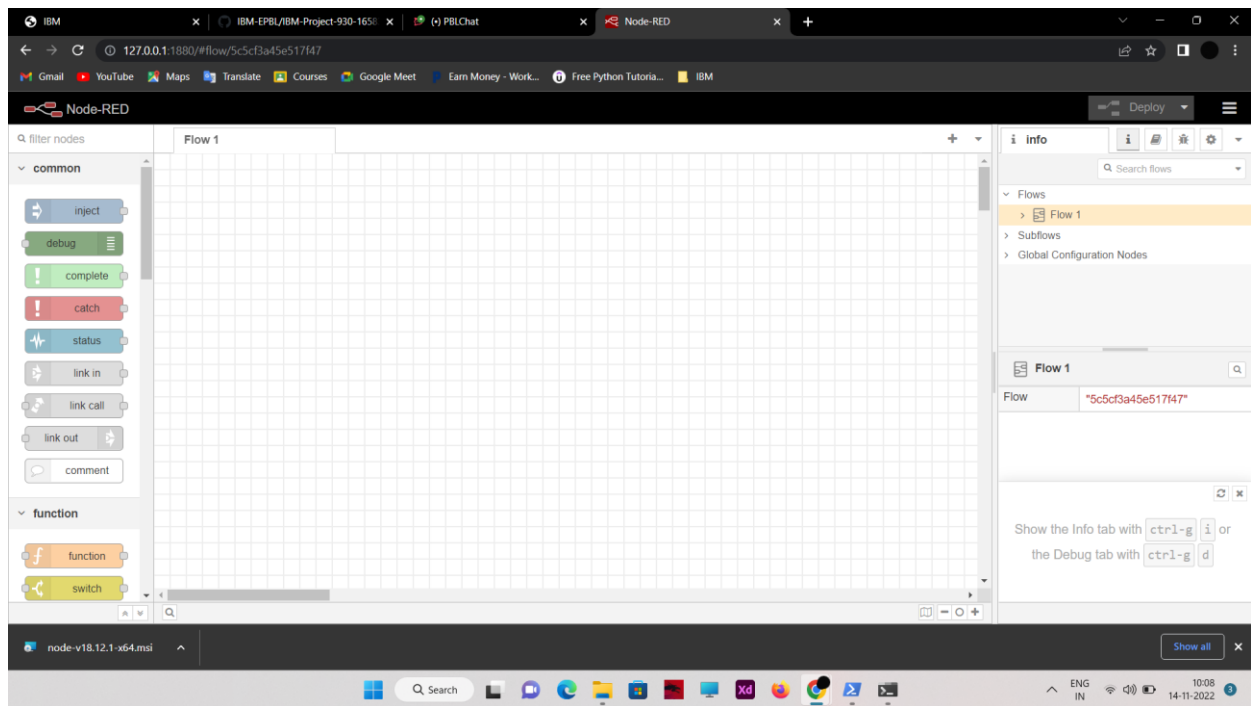 IBM
IBM-EPBL/IBM-Project-930-1658
(•) PBLChat
Node-RED
127.0.0.1:1880/#flow/5c5cf3a45e517f47
Gmail YouTube Maps Translate Courses Google Meet Earn Money - Work... Free Python Tutoria... IBM
Node-RED
Deploy
filter nodes
Flow 1
i info
common
Search flows
Flows
Flow 1
Subflows
Global Configuration Nodes
inject
debug
complete
catch
status
link in
link call
link out
comment
function
function
switch
Flow 1
Flow "5c5cf3a45e517f47"
Show the Info tab with ctrl-g i or
the Debug tab with ctrl-g d
node-v18.12.1-x64.msi
Show all
Search
Xd
ENG
IN
10:08
14-11-2022
3